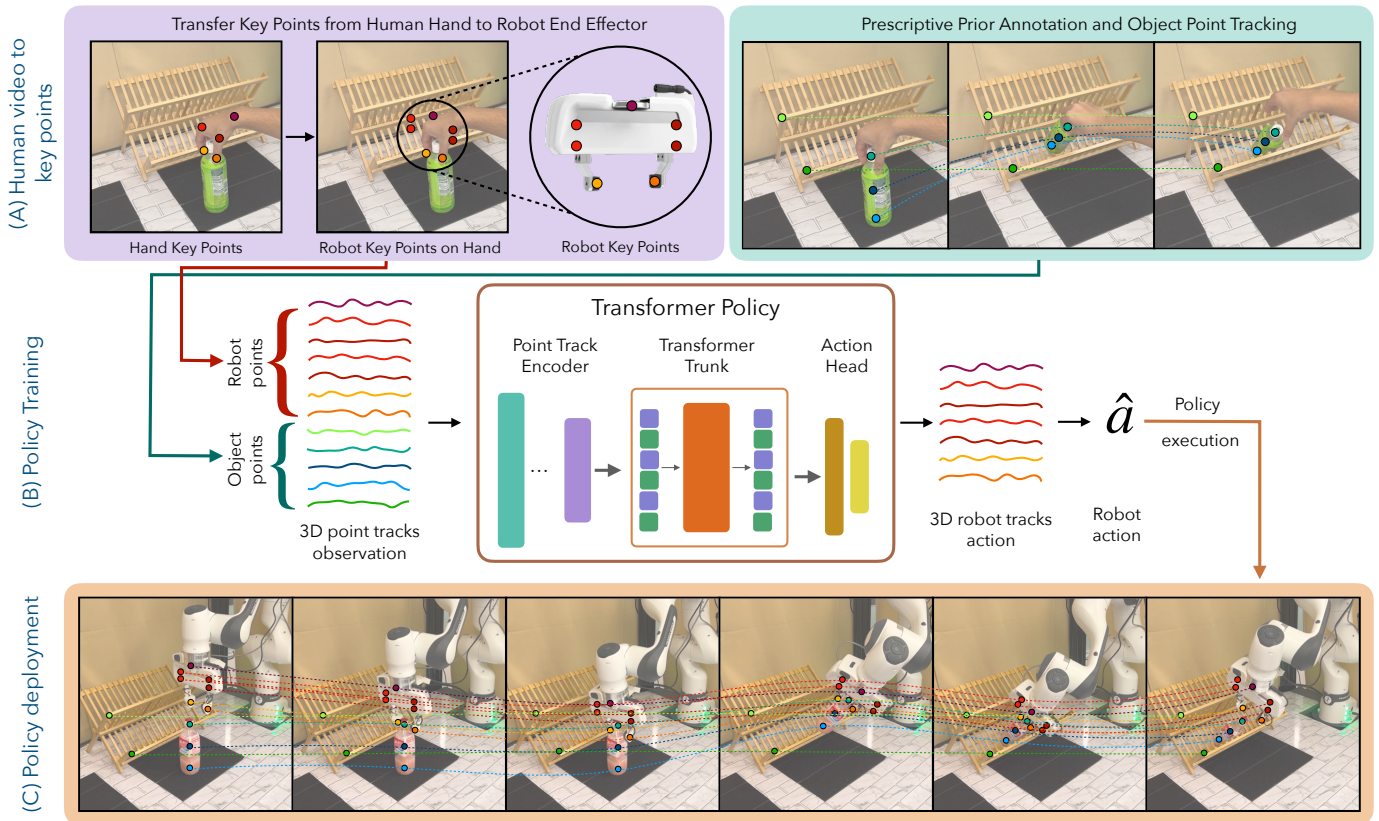 (A) Human video to
key points
Transfer Key Points from Human Hand to Robot End Effector
Hand Key Points
Robot Key Points on Hand
Robot Key Points
Prescriptive Prior Annotation and Object Point Tracking
(B) Policy Training
Robot
points
Object
points
3D point tracks
observation
Transformer Policy
Point Track
Encoder
...
Transformer
Trunk
Action
Head
3D robot tracks
action
â
Robot
action
Policy
execution
(C) Policy deployment